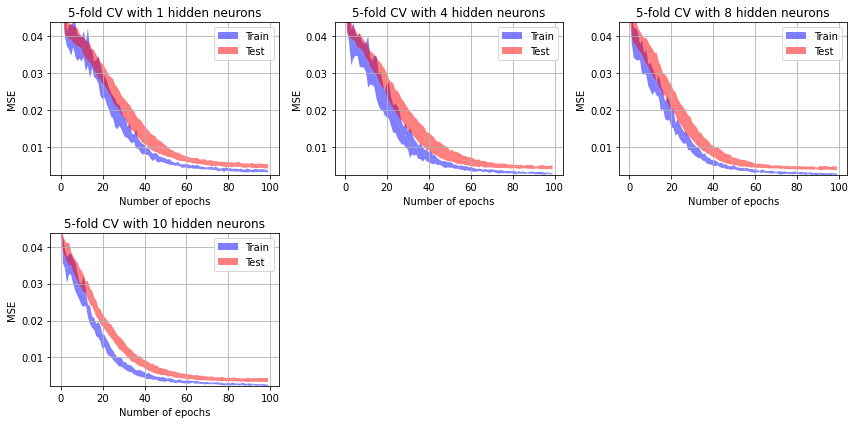 5-fold CV with 1 hidden neurons
0.04
0.03
0.02
0.01
MSE
Train
Test
0 20 40 60 80 100
Number of epochs
5-fold CV with 4 hidden neurons
0.04
0.03
0.02
0.01
MSE
Train
Test
0 20 40 60 80 100
Number of epochs
5-fold CV with 8 hidden neurons
0.04
0.03
0.02
0.01
MSE
Train
Test
0 20 40 60 80 100
Number of epochs
5-fold CV with 10 hidden neurons
0.04
0.03
0.02
0.01
MSE
Train
Test
0 20 40 60 80 100
Number of epochs